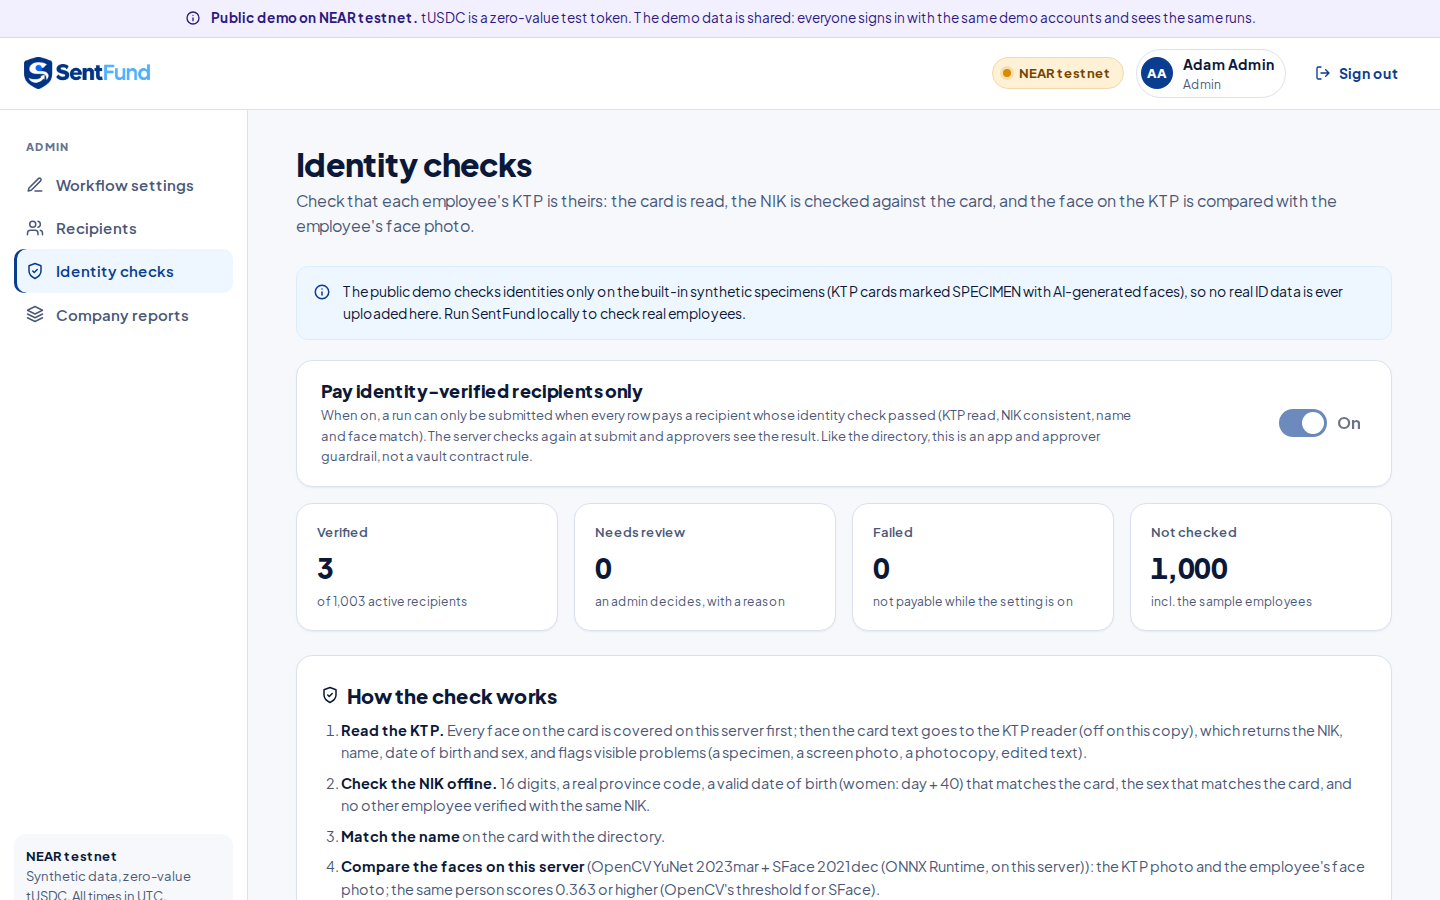 Public demo on NEAR testnet. tUSDC is a zero-value test token. The demo data is shared: everyone signs in with the same demo accounts and sees the same runs.
SentFund
NEAR testnet
AA
Adam Admin
Admin
Sign out
ADMIN
Workflow settings
Recipients
Identity checks
Company reports
NEAR testnet
Synthetic data, zero-value
tUSDC. All times in UTC.
Identity checks
Check that each employee's KTP is theirs: the card is read, the NIK is checked against the card, and the face on the KTP is compared with the
employee's face photo.
The public demo checks identities only on the built-in synthetic specimens (KTP cards marked SPECIMEN with AI-generated faces), so no real ID data is ever
uploaded here. Run SentFund locally to check real employees.
Pay identity-verified recipients only
When on, a run can only be submitted when every row pays a recipient whose identity check passed (KTP read, NIK consistent, name
and face match). The server checks again at submit and approvers see the result. Like the directory, this is an app and approver
guardrail, not a vault contract rule.
On
Verified
3
of 1,003 active recipients
Needs review
0
an admin decides, with a reason
Failed
0
not payable while the setting is on
Not checked
1,000
incl. the sample employees
How the check works
1. Read the KTP. Every face on the card is covered on this server first; then the card text goes to the KTP reader (off on this copy), which returns the NIK,
name, date of birth and sex, and flags visible problems (a specimen, a screen photo, a photocopy, edited text).
2. Check the NIK offline. 16 digits, a real province code, a valid date of birth (women: day + 40) that matches the card, the sex that matches the card, and
no other employee verified with the same NIK.
3. Match the name on the card with the directory.
4. Compare the faces on this server (OpenCV YuNet 2023mar + SFace 2021dec (ONNX Runtime, on this server)): the KTP photo and the employee's face
photo; the same person scores 0.363 or higher (OpenCV's threshold for SFace).